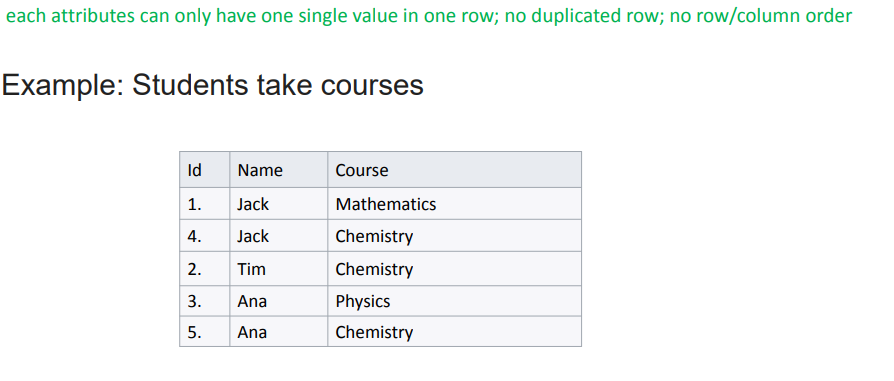 each attributes can only have one single value in one row; no duplicated row; no row/column order
Example: Students take courses
Id Name Course
1. Jack Mathematics
4. Jack Chemistry
2. Tim Chemistry
3. Ana Physics
5. Ana Chemistry